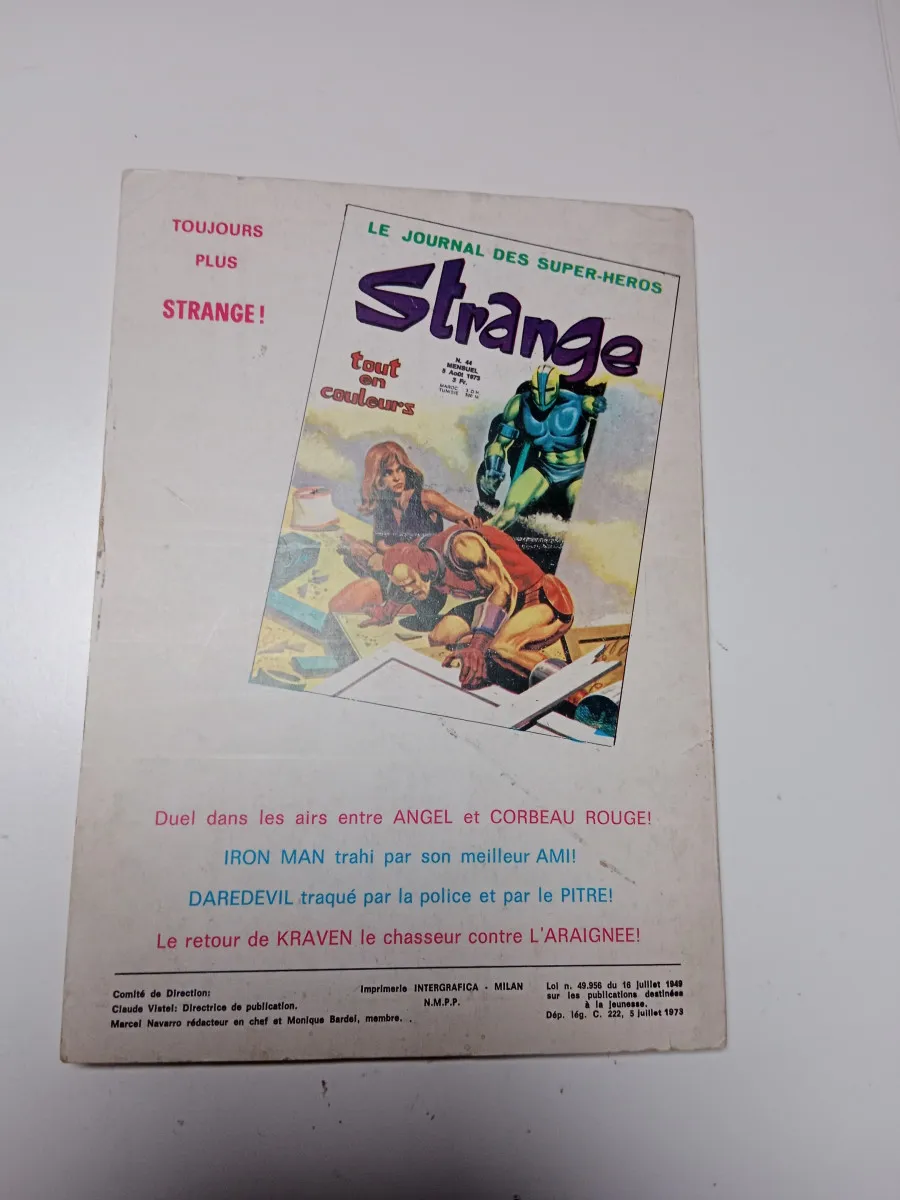 TOUJOURS
PLUS
STRANGE!
LE JOURNAL DES SUPER-HEROS
Strange
N. 44
MENSUEL
5 Août 1973
3 Fr.
MAROC
TUNISIE
tout
en
couleurs
Duel dans les airs entre ANGEL et CORBEAU ROUGE!
IRON MAN trahi par son meilleur AMI!
DAREDEVIL traqué par la police et par le PITRE!
Le retour de KRAVEN le chasseur contre L'ARAIGNEE!
Comité de Direction:
Claude Vistel: Directrice de publication.
Marcel Navarro rédacteur en chef et Monique Bardel, membre.
Imprimerie INTERGRAFICA - MILAN
N.M.P.P.
Loi n. 49.956 du 16 juillet 1949
sur les publications destinées
à la jeunesse.
Dép. lég. C. 222, 5 juillet 1973